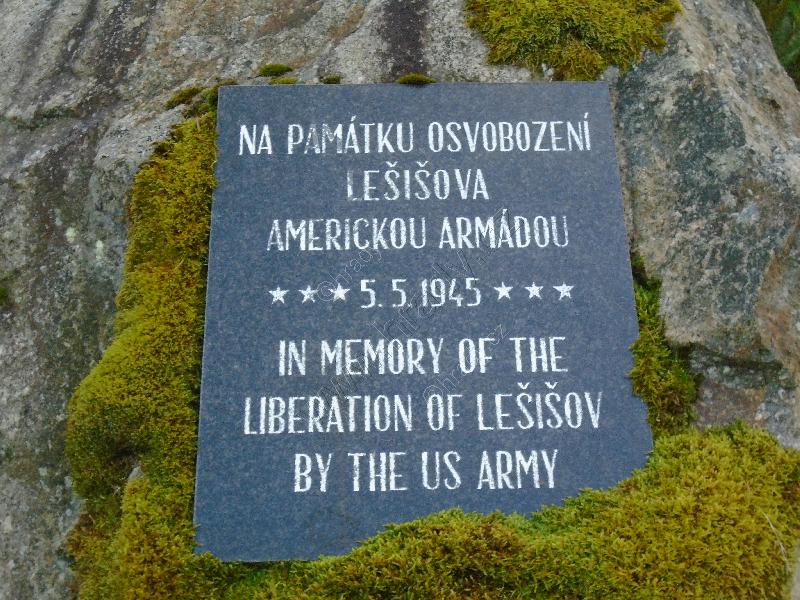 NA PAMÁTKU OSVOBOZENÍ
LEŠIŠOVA
AMERICKOU ARMÁDOU
★ ★ ★ 5. 5. 1945 ★ ★ ★
IN MEMORY OF THE
LIBERATION OF LEŠIŠOV
BY THE US ARMY